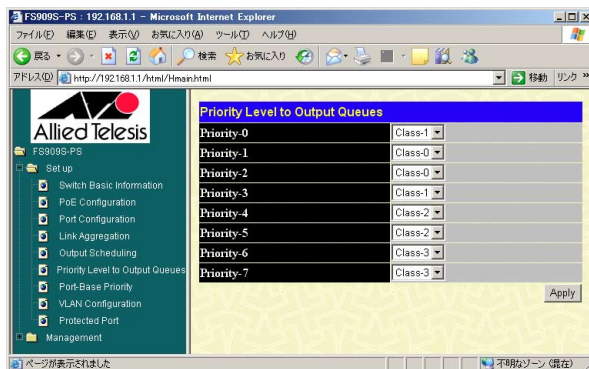 FS909S-PS : 192.168.1.1 - Microsoft Internet Explorer
ファイル(F) 編集(E) 表示(V) お気に入り(A) ツール(T) ヘルプ(H)
戻る 検索 お気に入り
アドレス(D) http://192.168.1.1/html/Hmain.html 移動 リンク »
Allied Telesis
FS909S-PS
Set up
Switch Basic Information
PoE Configuration
Port Configuration
Link Aggregation
Output Scheduling
Priority Level to Output Queues
Port-Base Priority
VLAN Configuration
Protected Port
Management
Priority Level to Output Queues
Priority-0 Class-1
Priority-1 Class-0
Priority-2 Class-0
Priority-3 Class-1
Priority-4 Class-2
Priority-5 Class-2
Priority-6 Class-3
Priority-7 Class-3
Apply
ページが表示されました 不明なゾーン (混在)